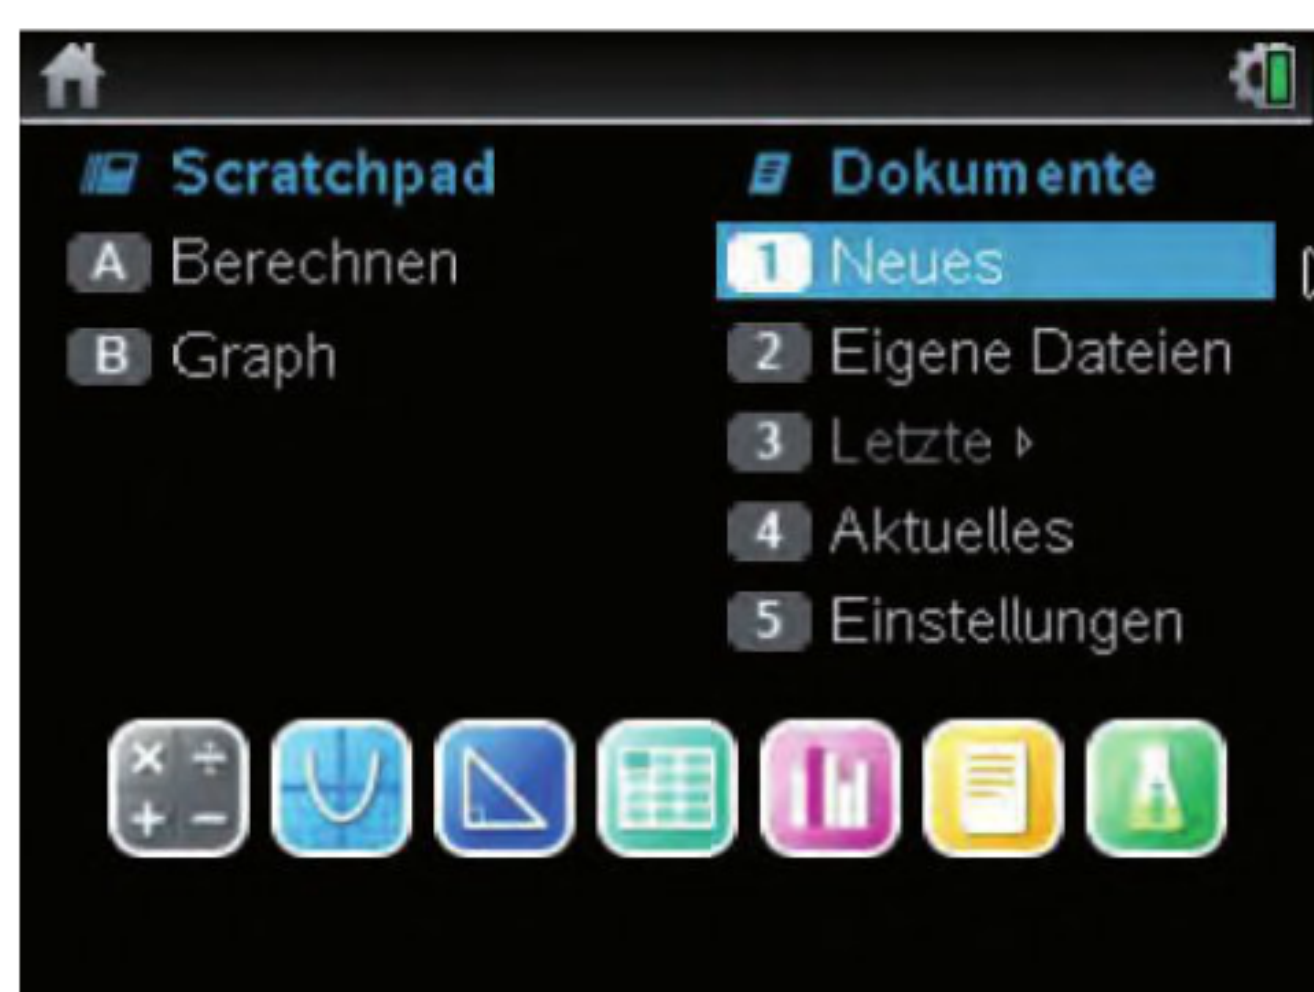 Scratchpad
A Berechnen
B Graph
Dokumente
1 Neues
2 Eigene Dateien
3 Letzte ▹
4 Aktuelles
5 Einstellungen